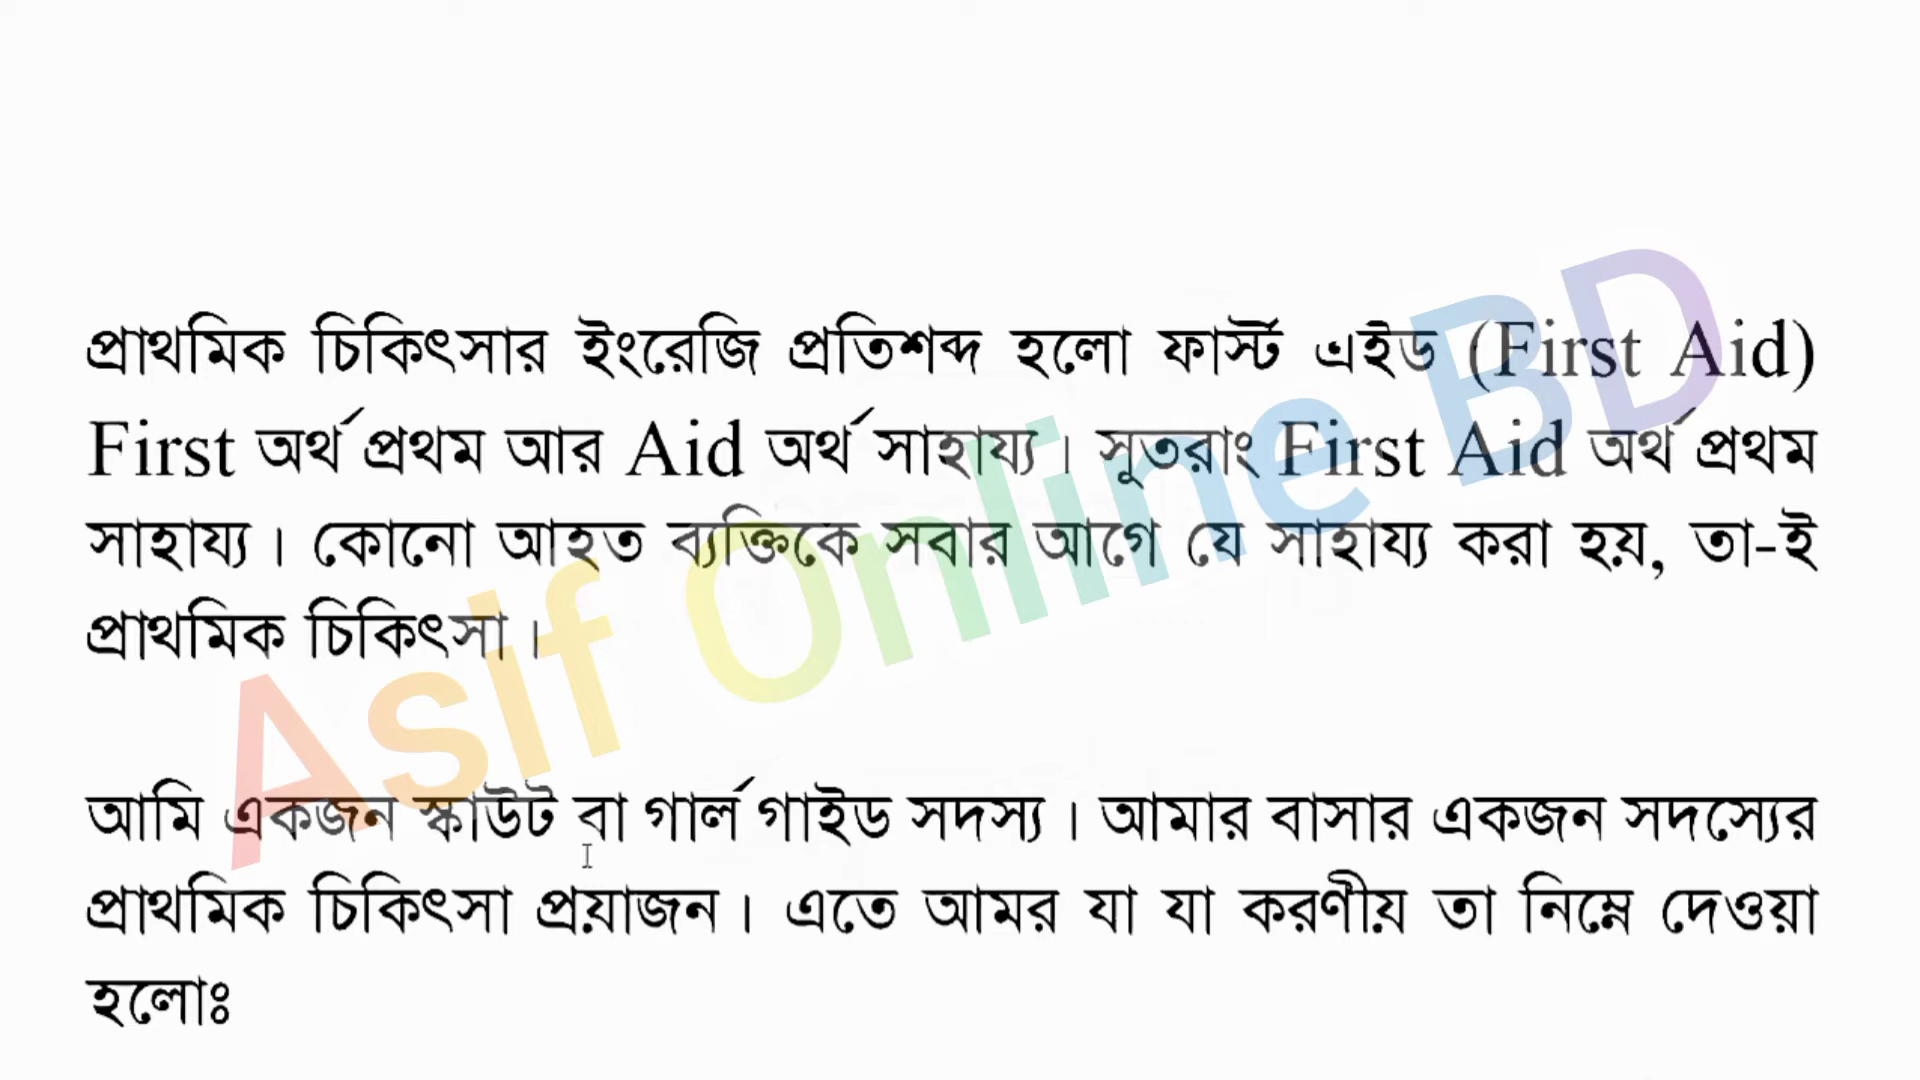 প্রাথমিক চিকিৎসার ইংরেজি প্রতিশব্দ হলো ফার্স্ট এইড (First Aid)
First অর্থ প্রথম আর Aid অর্থ সাহায্য। সূতরাং First Aid অর্থ প্রথম
সাহায্য। কোনো আহত ব্যক্তিকে সবার আগে যে সাহায্য করা হয়, তা-ই
প্রাথমিক চিকিৎসা।
আমি একজন স্কাউট বা গার্ল গাইড সদস্য। আমার বাসার একজন সদস্যের
প্রাথমিক চিকিৎসা প্রয়াজন। এতে আমর যা যা করণীয় তা নিম্নে দেওয়া
হলোঃ
Asif Online BD